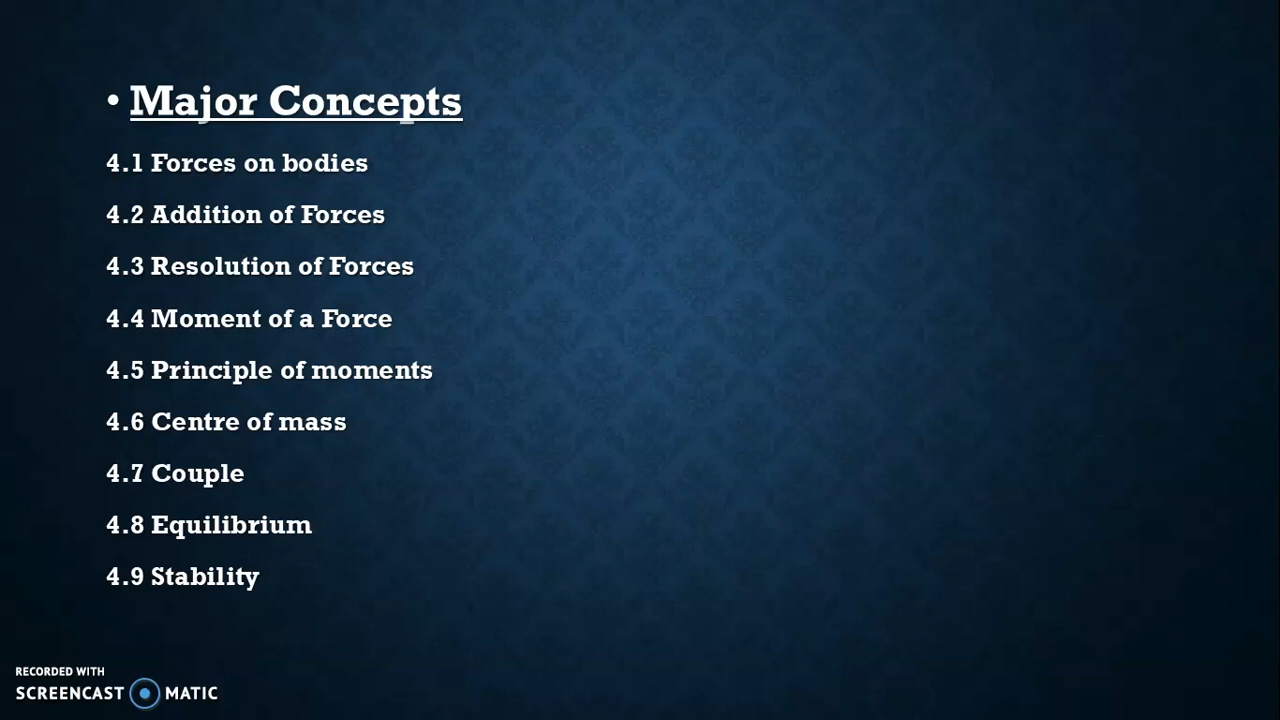 • Major Concepts
4.1 Forces on bodies
4.2 Addition of Forces
4.3 Resolution of Forces
4.4 Moment of a Force
4.5 Principle of moments
4.6 Centre of mass
4.7 Couple
4.8 Equilibrium
4.9 Stability
RECORDED WITH
SCREENCAST MATIC